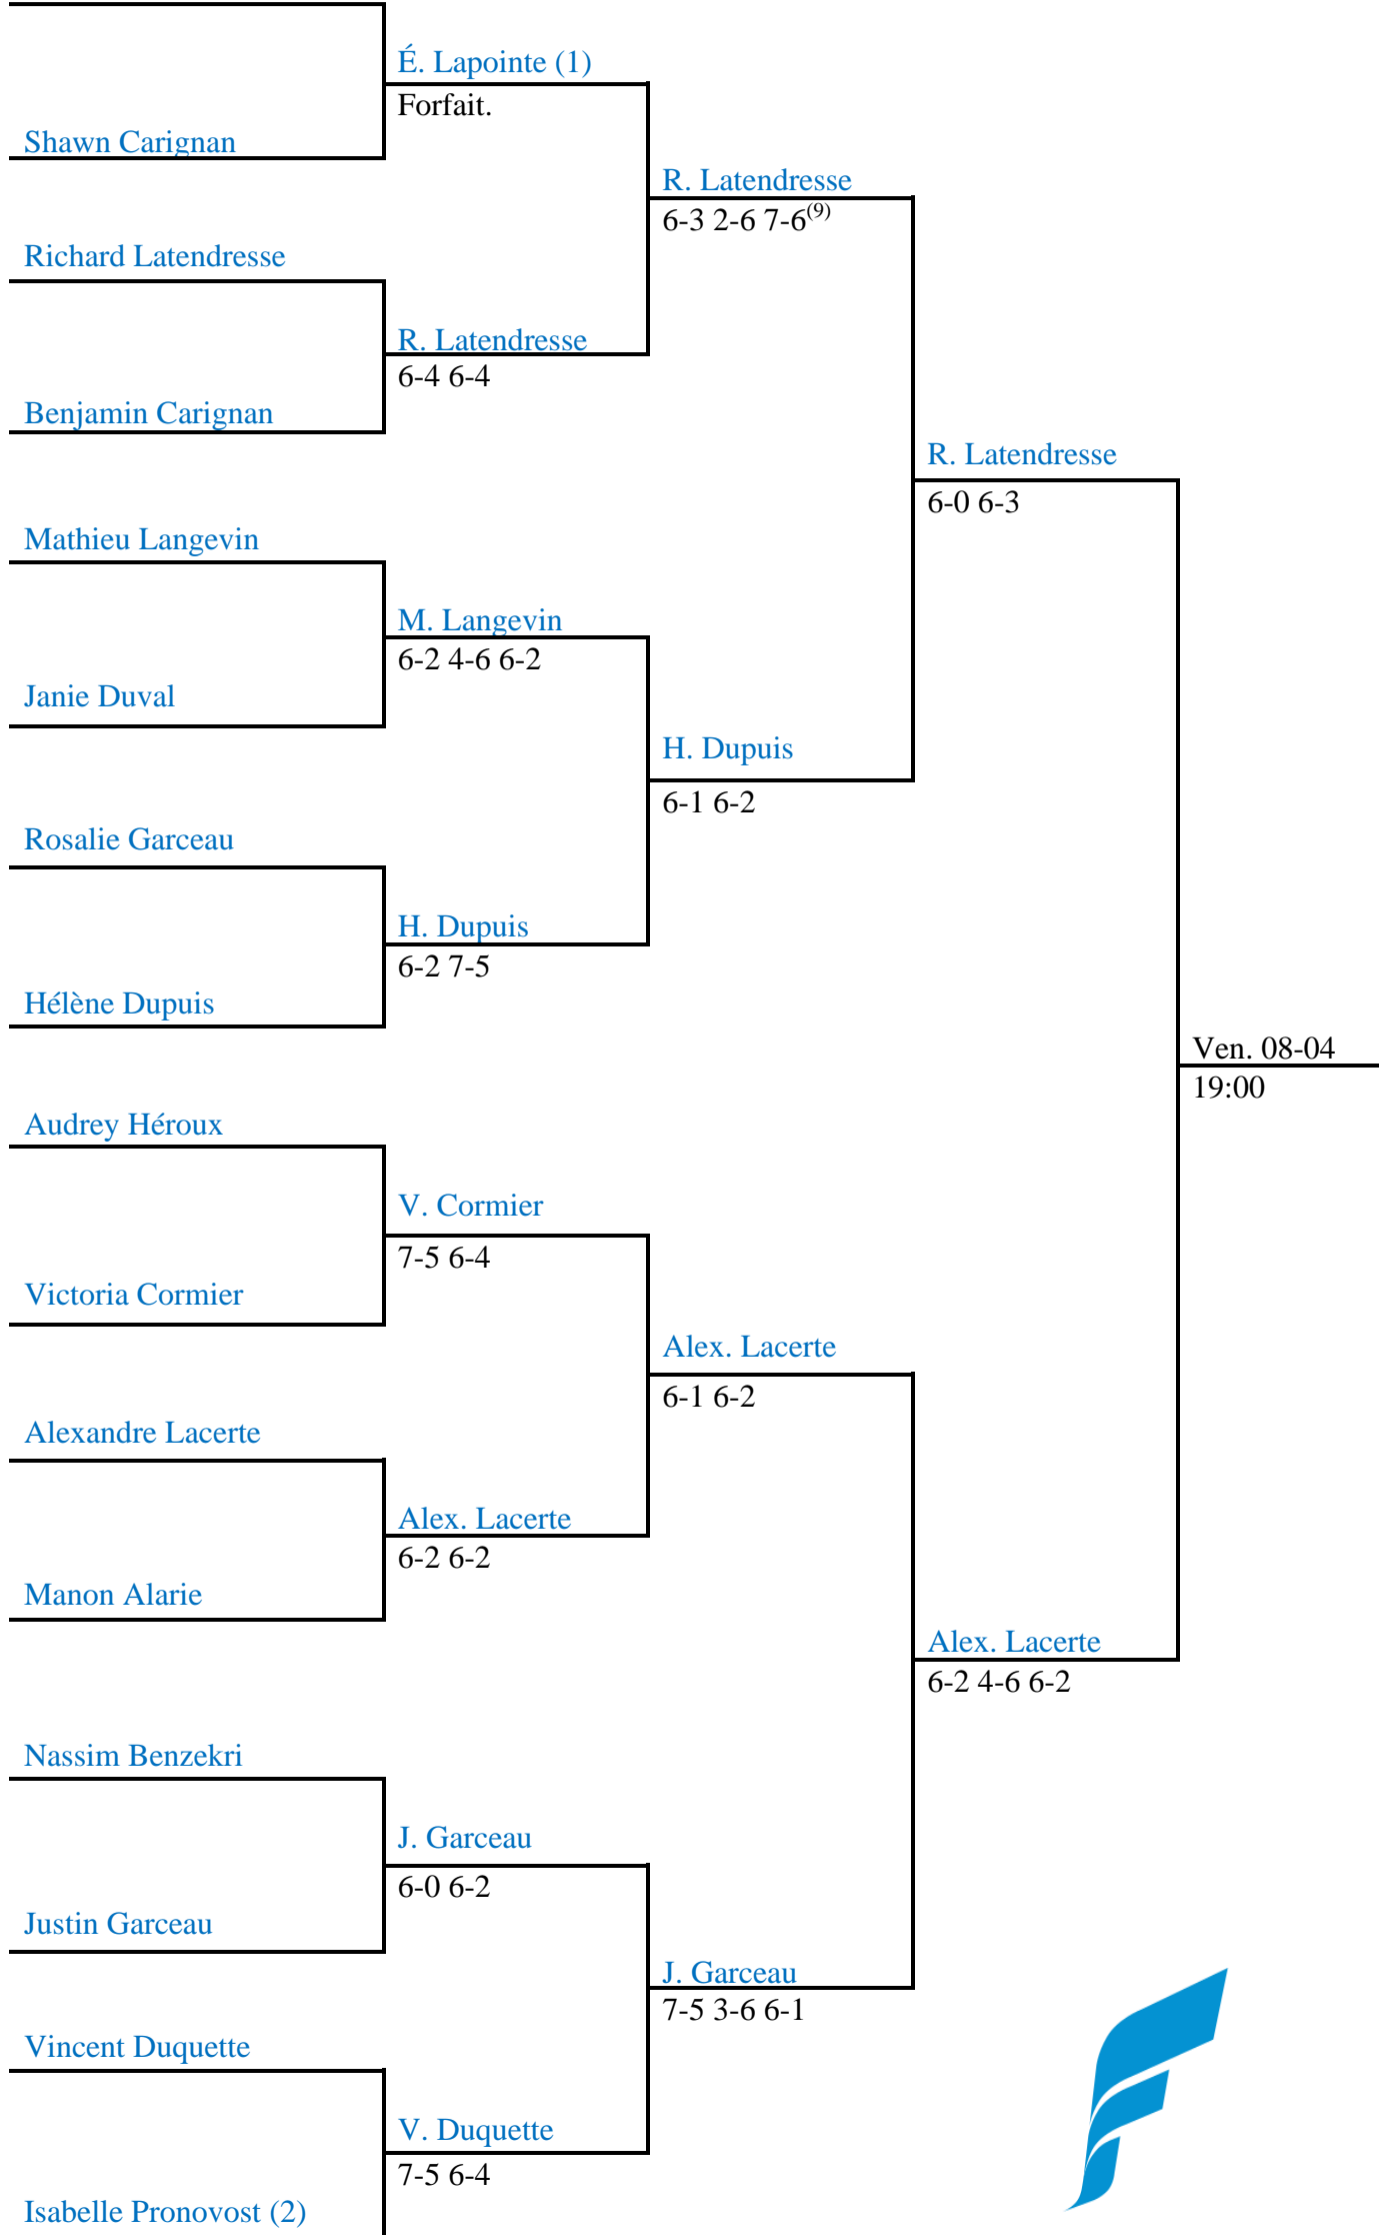 É. Lapointe (1)
Forfait.
Shawn Carignan
R. Latendresse
6-3 2-6 7-6(9)
Richard Latendresse
R. Latendresse
6-4 6-4
Benjamin Carignan
R. Latendresse
6-0 6-3
Mathieu Langevin
M. Langevin
6-2 4-6 6-2
Janie Duval
H. Dupuis
6-1 6-2
Rosalie Garceau
H. Dupuis
6-2 7-5
Hélène Dupuis
Ven. 08-04
19:00
Audrey Héroux
V. Cormier
7-5 6-4
Victoria Cormier
Alex. Lacerte
6-1 6-2
Alexandre Lacerte
Alex. Lacerte
6-2 6-2
Manon Alarie
Alex. Lacerte
6-2 4-6 6-2
Nassim Benzekri
J. Garceau
6-0 6-2
Justin Garceau
J. Garceau
7-5 3-6 6-1
Vincent Duquette
V. Duquette
7-5 6-4
Isabelle Pronovost (2)